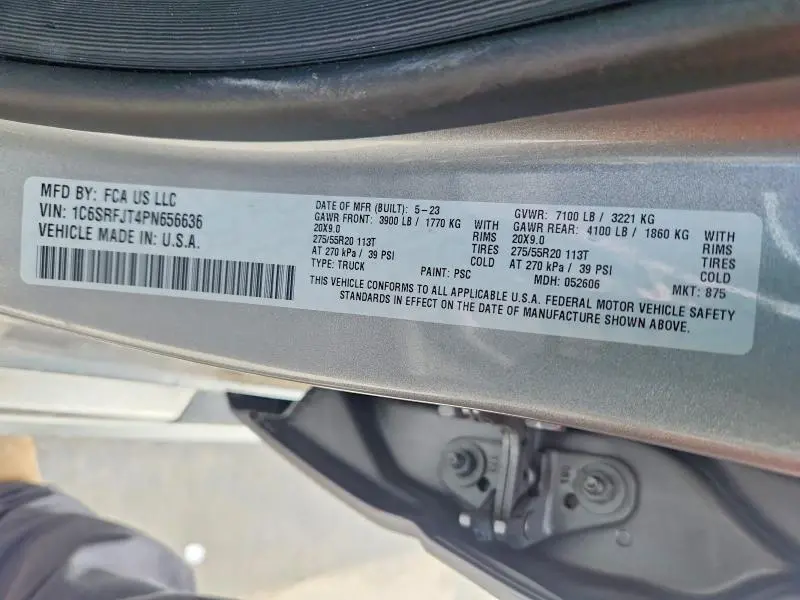 MFD BY: FCA US LLC
VIN: 1C6SRFJT4PN656636
VEHICLE MADE IN: U.S.A.
DATE OF MFR (BUILT): 5-23
GAWR FRONT: 3900 LB / 1770 KG WITH
20X9.0 RIMS
275/55R20 113T TIRES
AT 270 kPa / 39 PSI COLD
TYPE: TRUCK PAINT: PSC
GVWR: 7100 LB / 3221 KG
GAWR REAR: 4100 LB / 1860 KG WITH
20X9.0 RIMS
275/55R20 113T TIRES
AT 270 kPa / 39 PSI COLD
MDH: 052606 MKT: 875
THIS VEHICLE CONFORMS TO ALL APPLICABLE U.S.A. FEDERAL MOTOR VEHICLE SAFETY
STANDARDS IN EFFECT ON THE DATE OF MANUFACTURE SHOWN ABOVE.